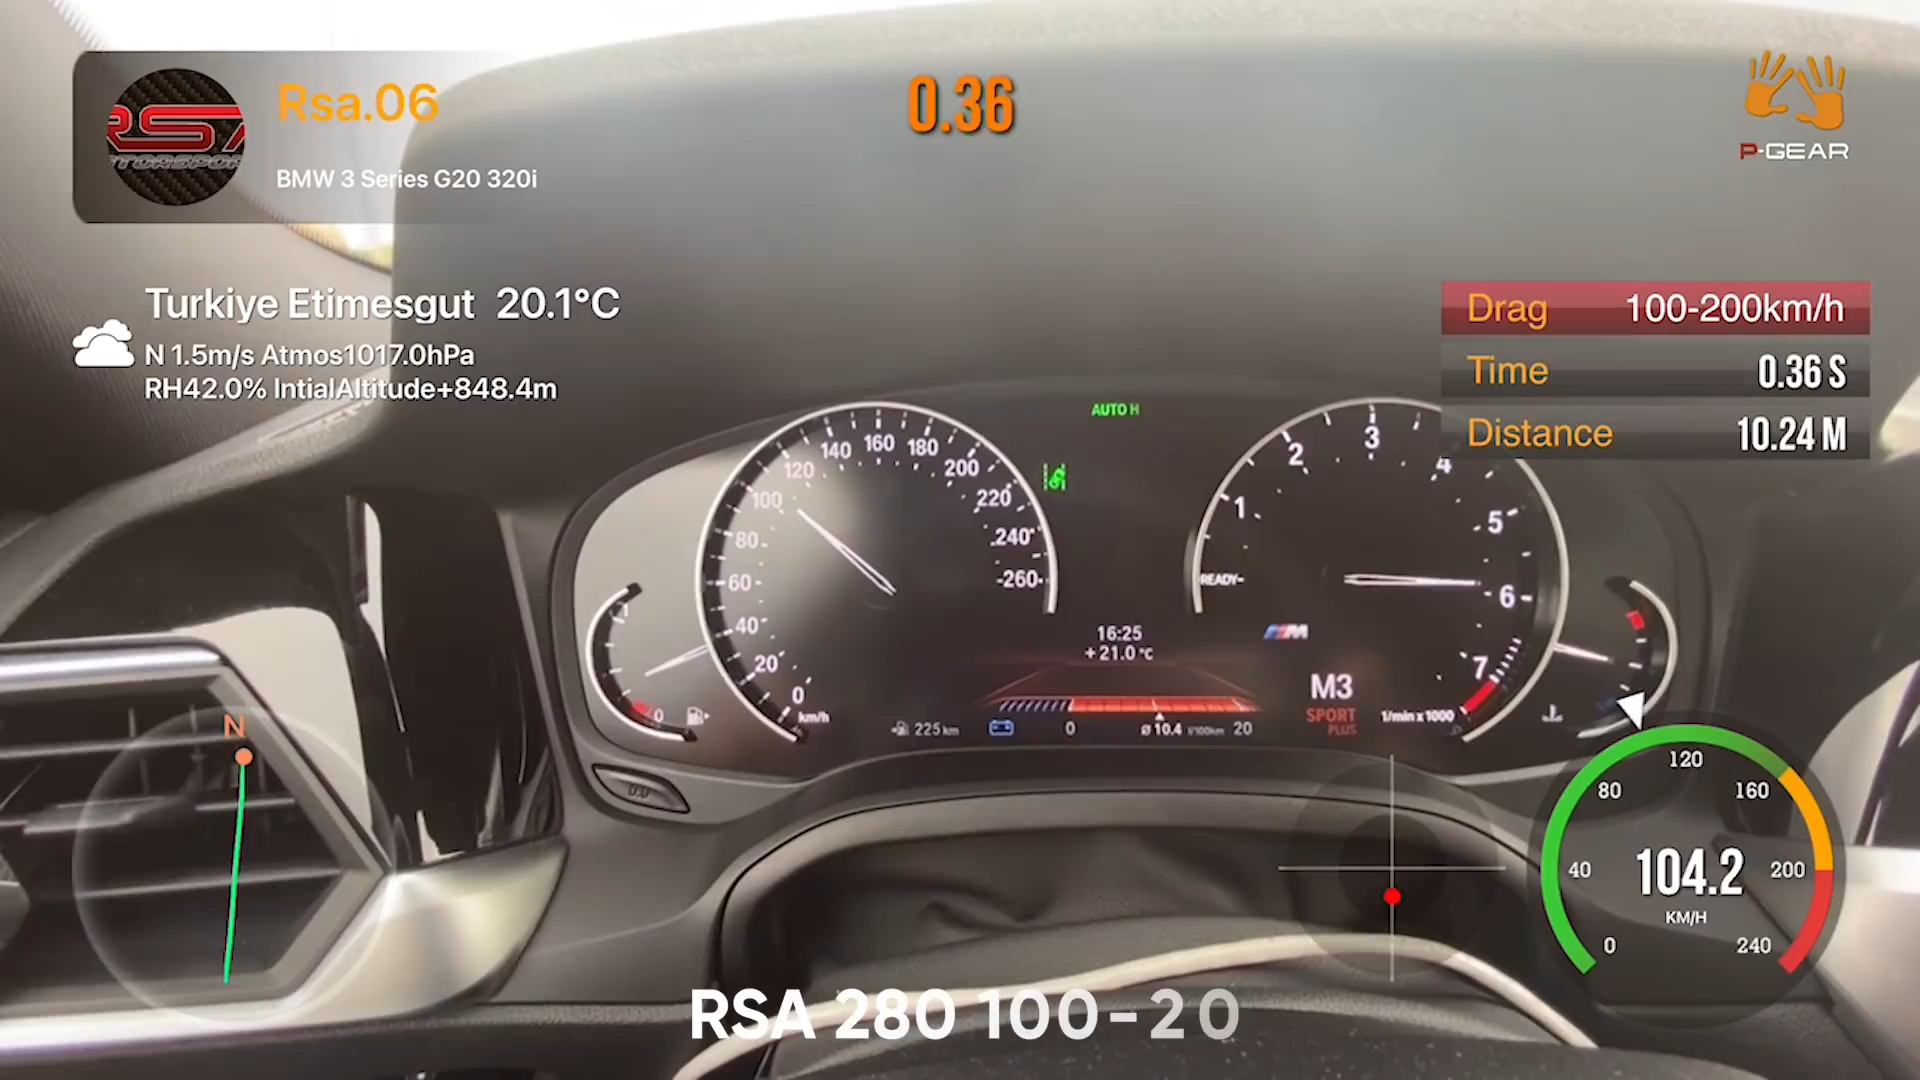 Rsa.06
BMW 3 Series G20 320i
0.36
P-GEAR
Turkiye Etimesgut 20.1°C
N 1.5m/s Atmos1017.0hPa
RH42.0% IntialAltitude+848.4m
Drag 100-200km/h
Time 0.36 S
Distance 10.24 M
AUTO H
0 20 40 60 80 100 120 140 160 180 200 220 240 260
km/h
READY 1 2 3 4 5 6 7
1/min x 1000
16:25
+21.0 °C
M
M3
SPORT
PLUS
225 km
0 ø 10.4 l/100km 20
1
0
N
0 40 80 120 160 200 240
104.2
KM/H
RSA 280 100-20